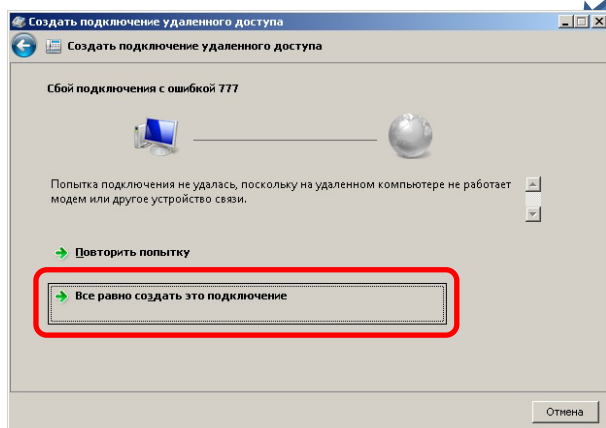 Создать подключение удаленного доступа
Создать подключение удаленного доступа
Сбой подключения с ошибкой 777
Попытка подключения не удалась, поскольку на удаленном компьютере не работает
модем или другое устройство связи.
Повторить попытку
Все равно создать это подключение
Отмена